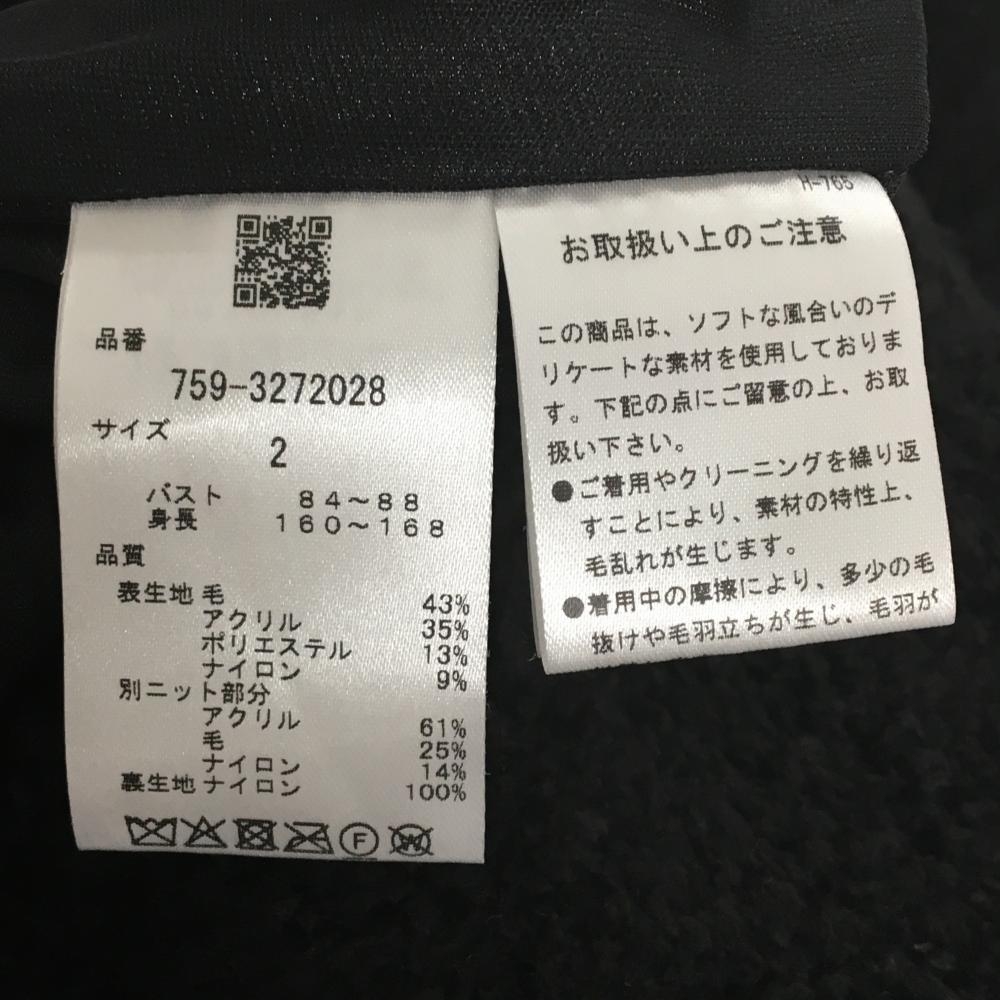 品番
759-3272028
サイズ
2
バスト 84～88
身長 160～168
品質
表生地 毛 43%
アクリル 35%
ポリエステル 13%
ナイロン 9%
別ニット部分
アクリル 61%
毛 25%
ナイロン 14%
裏生地 ナイロン 100%
F
W
H-765
お取扱い上のご注意
この商品は、ソフトな風合いのデ
リケートな素材を使用しておりま
す。下記の点にご留意の上、お取
扱い下さい。
●ご着用やクリーニングを繰り返
すことにより、素材の特性上、
毛乱れが生じます。
●着用中の摩擦により、多少の毛
抜けや毛羽立ちが生じ、毛羽が